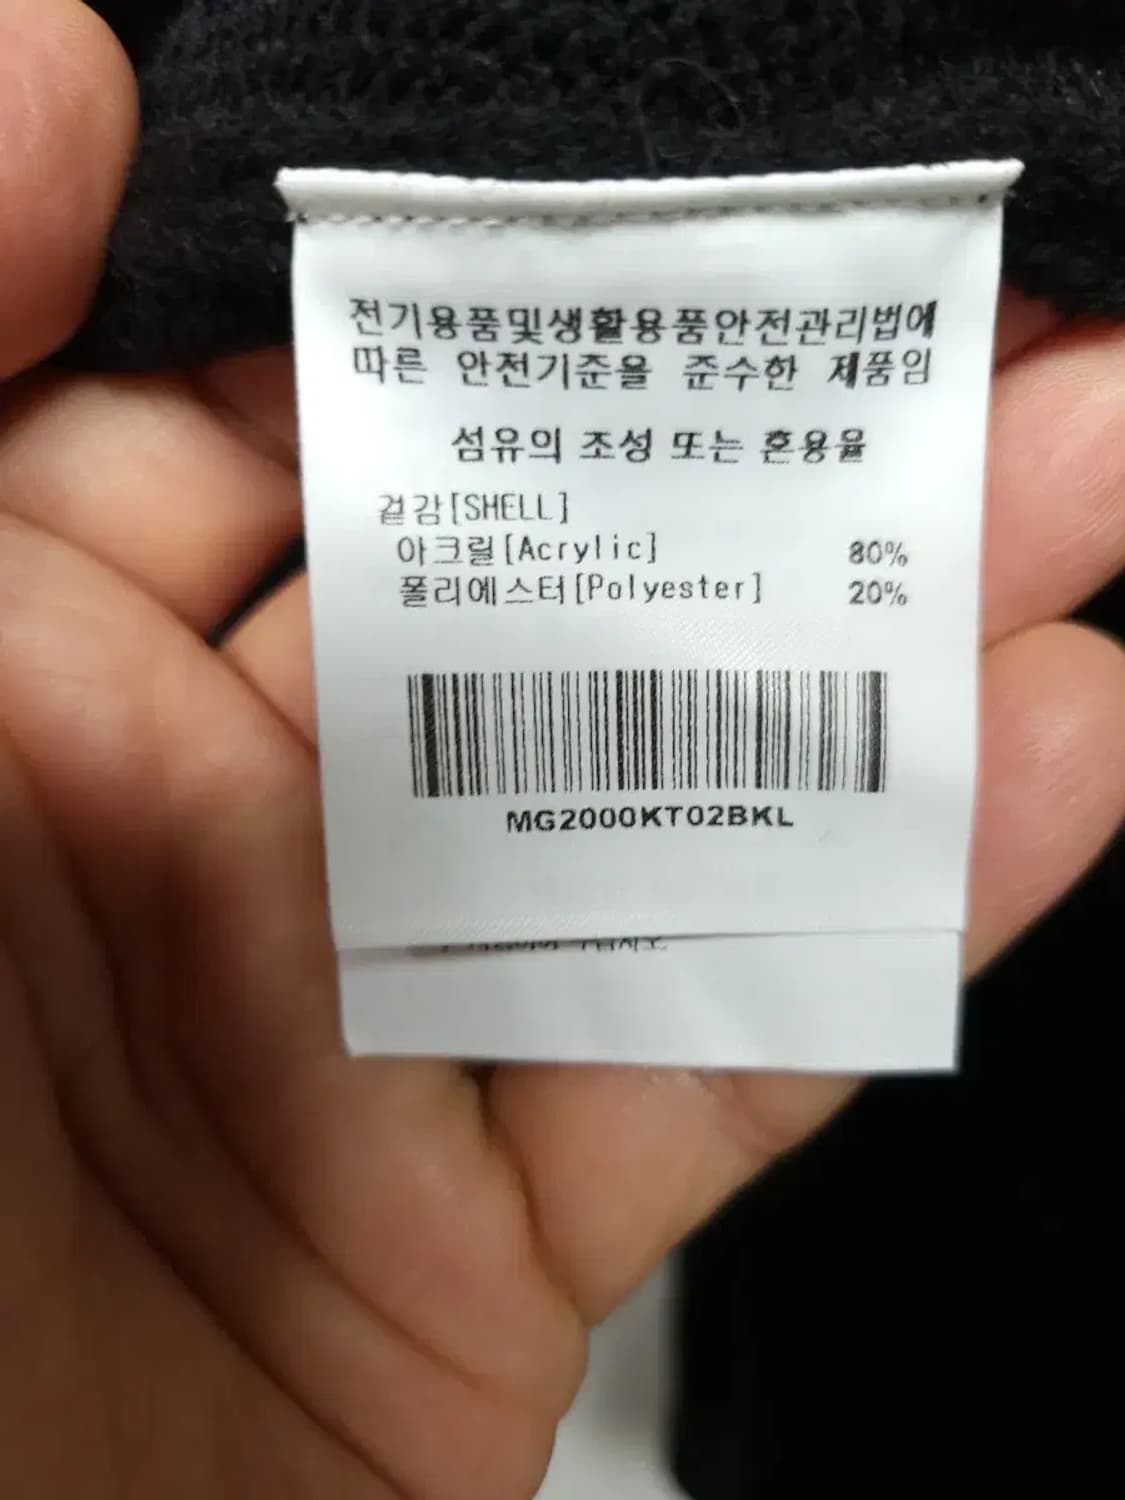 전기용품및생활용품안전관리법에
따른 안전기준을 준수한 제품임
섬유의 조성 또는 혼용율
겉감[SHELL]
아크릴[Acrylic] 80%
폴리에스터[Polyester] 20%
MG2000KT02BKL